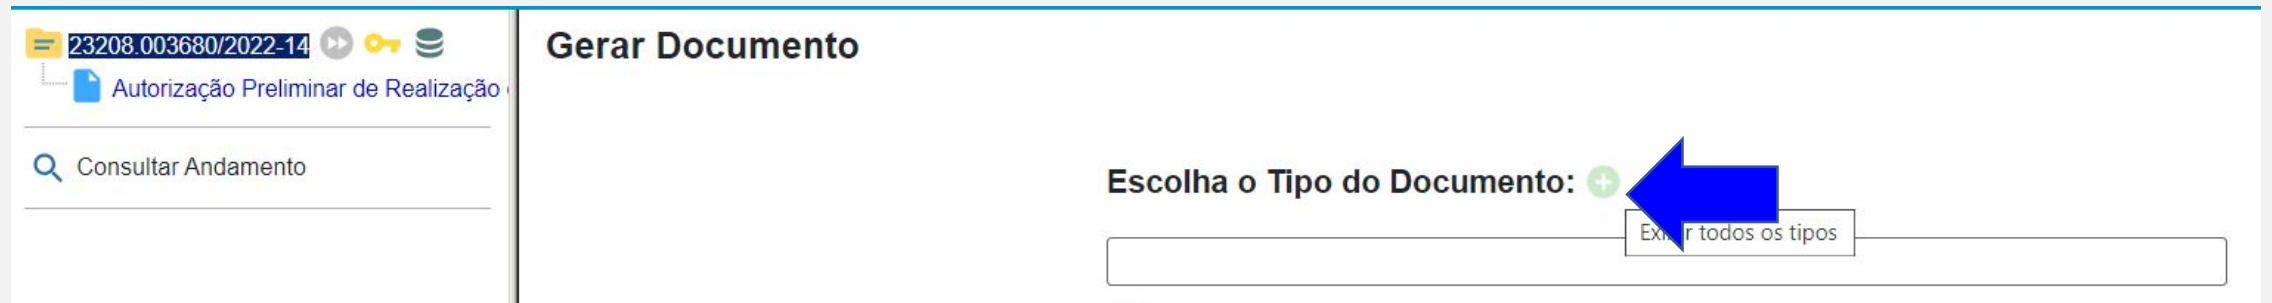 23208.003680/2022-14
Autorização Preliminar de Realização
Consultar Andamento
Gerar Documento
Escolha o Tipo do Documento:
todos os tipos